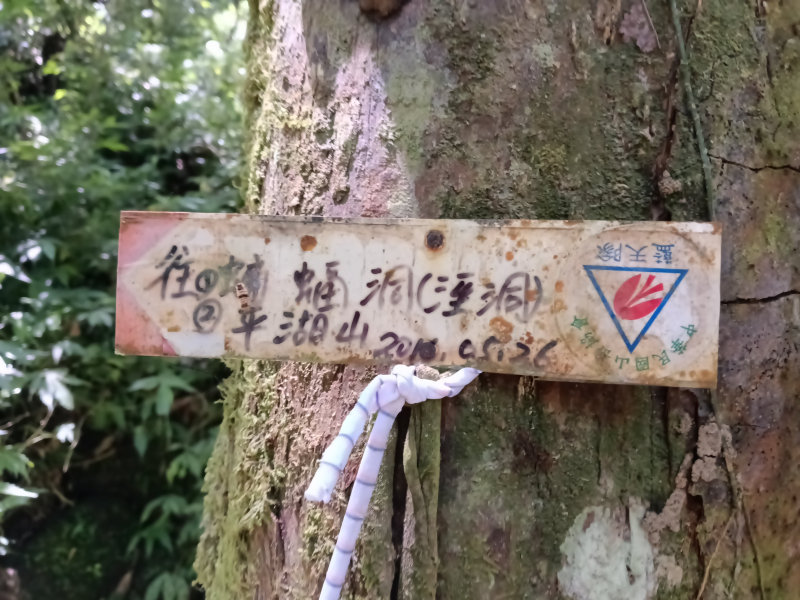 往①蝙蝠洞(溼洞)
②平湖山
2016.05.26
藍天隊
中華民國山岳協會